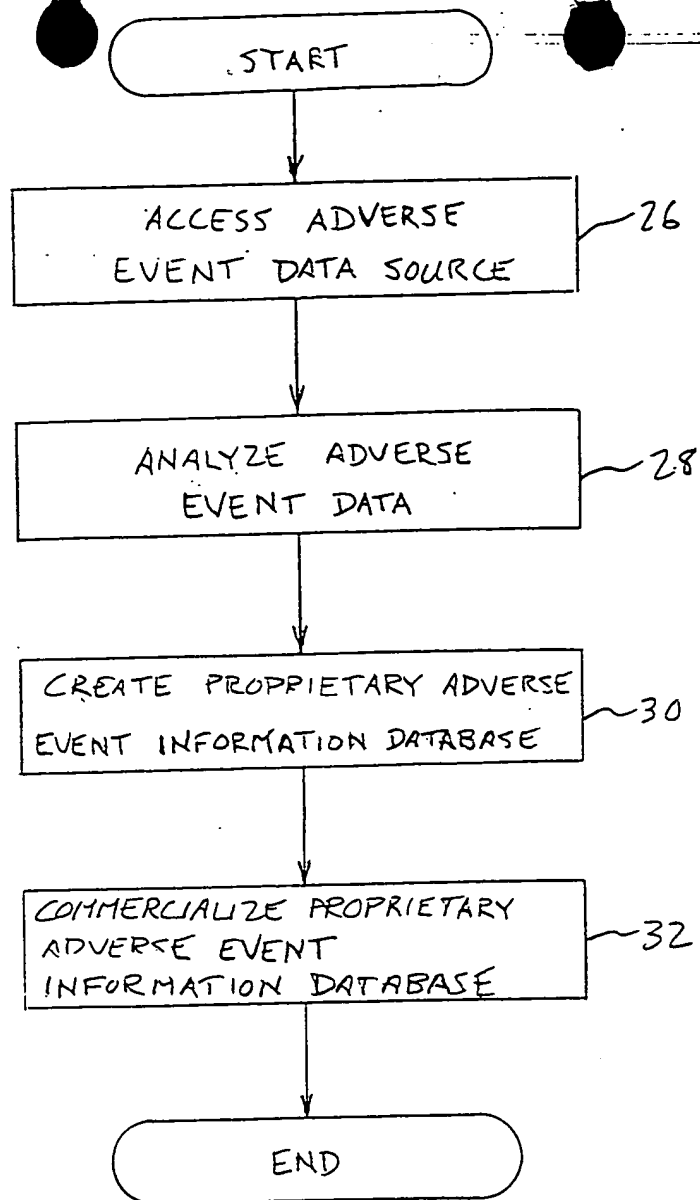 START
ACCESS ADVERSE
EVENT DATA SOURCE
26
ANALYZE ADVERSE
EVENT DATA
28
CREATE PROPRIETARY ADVERSE
EVENT INFORMATION DATABASE
30
COMMERCIALIZE PROPRIETARY
ADVERSE EVENT
INFORMATION DATABASE
32
END